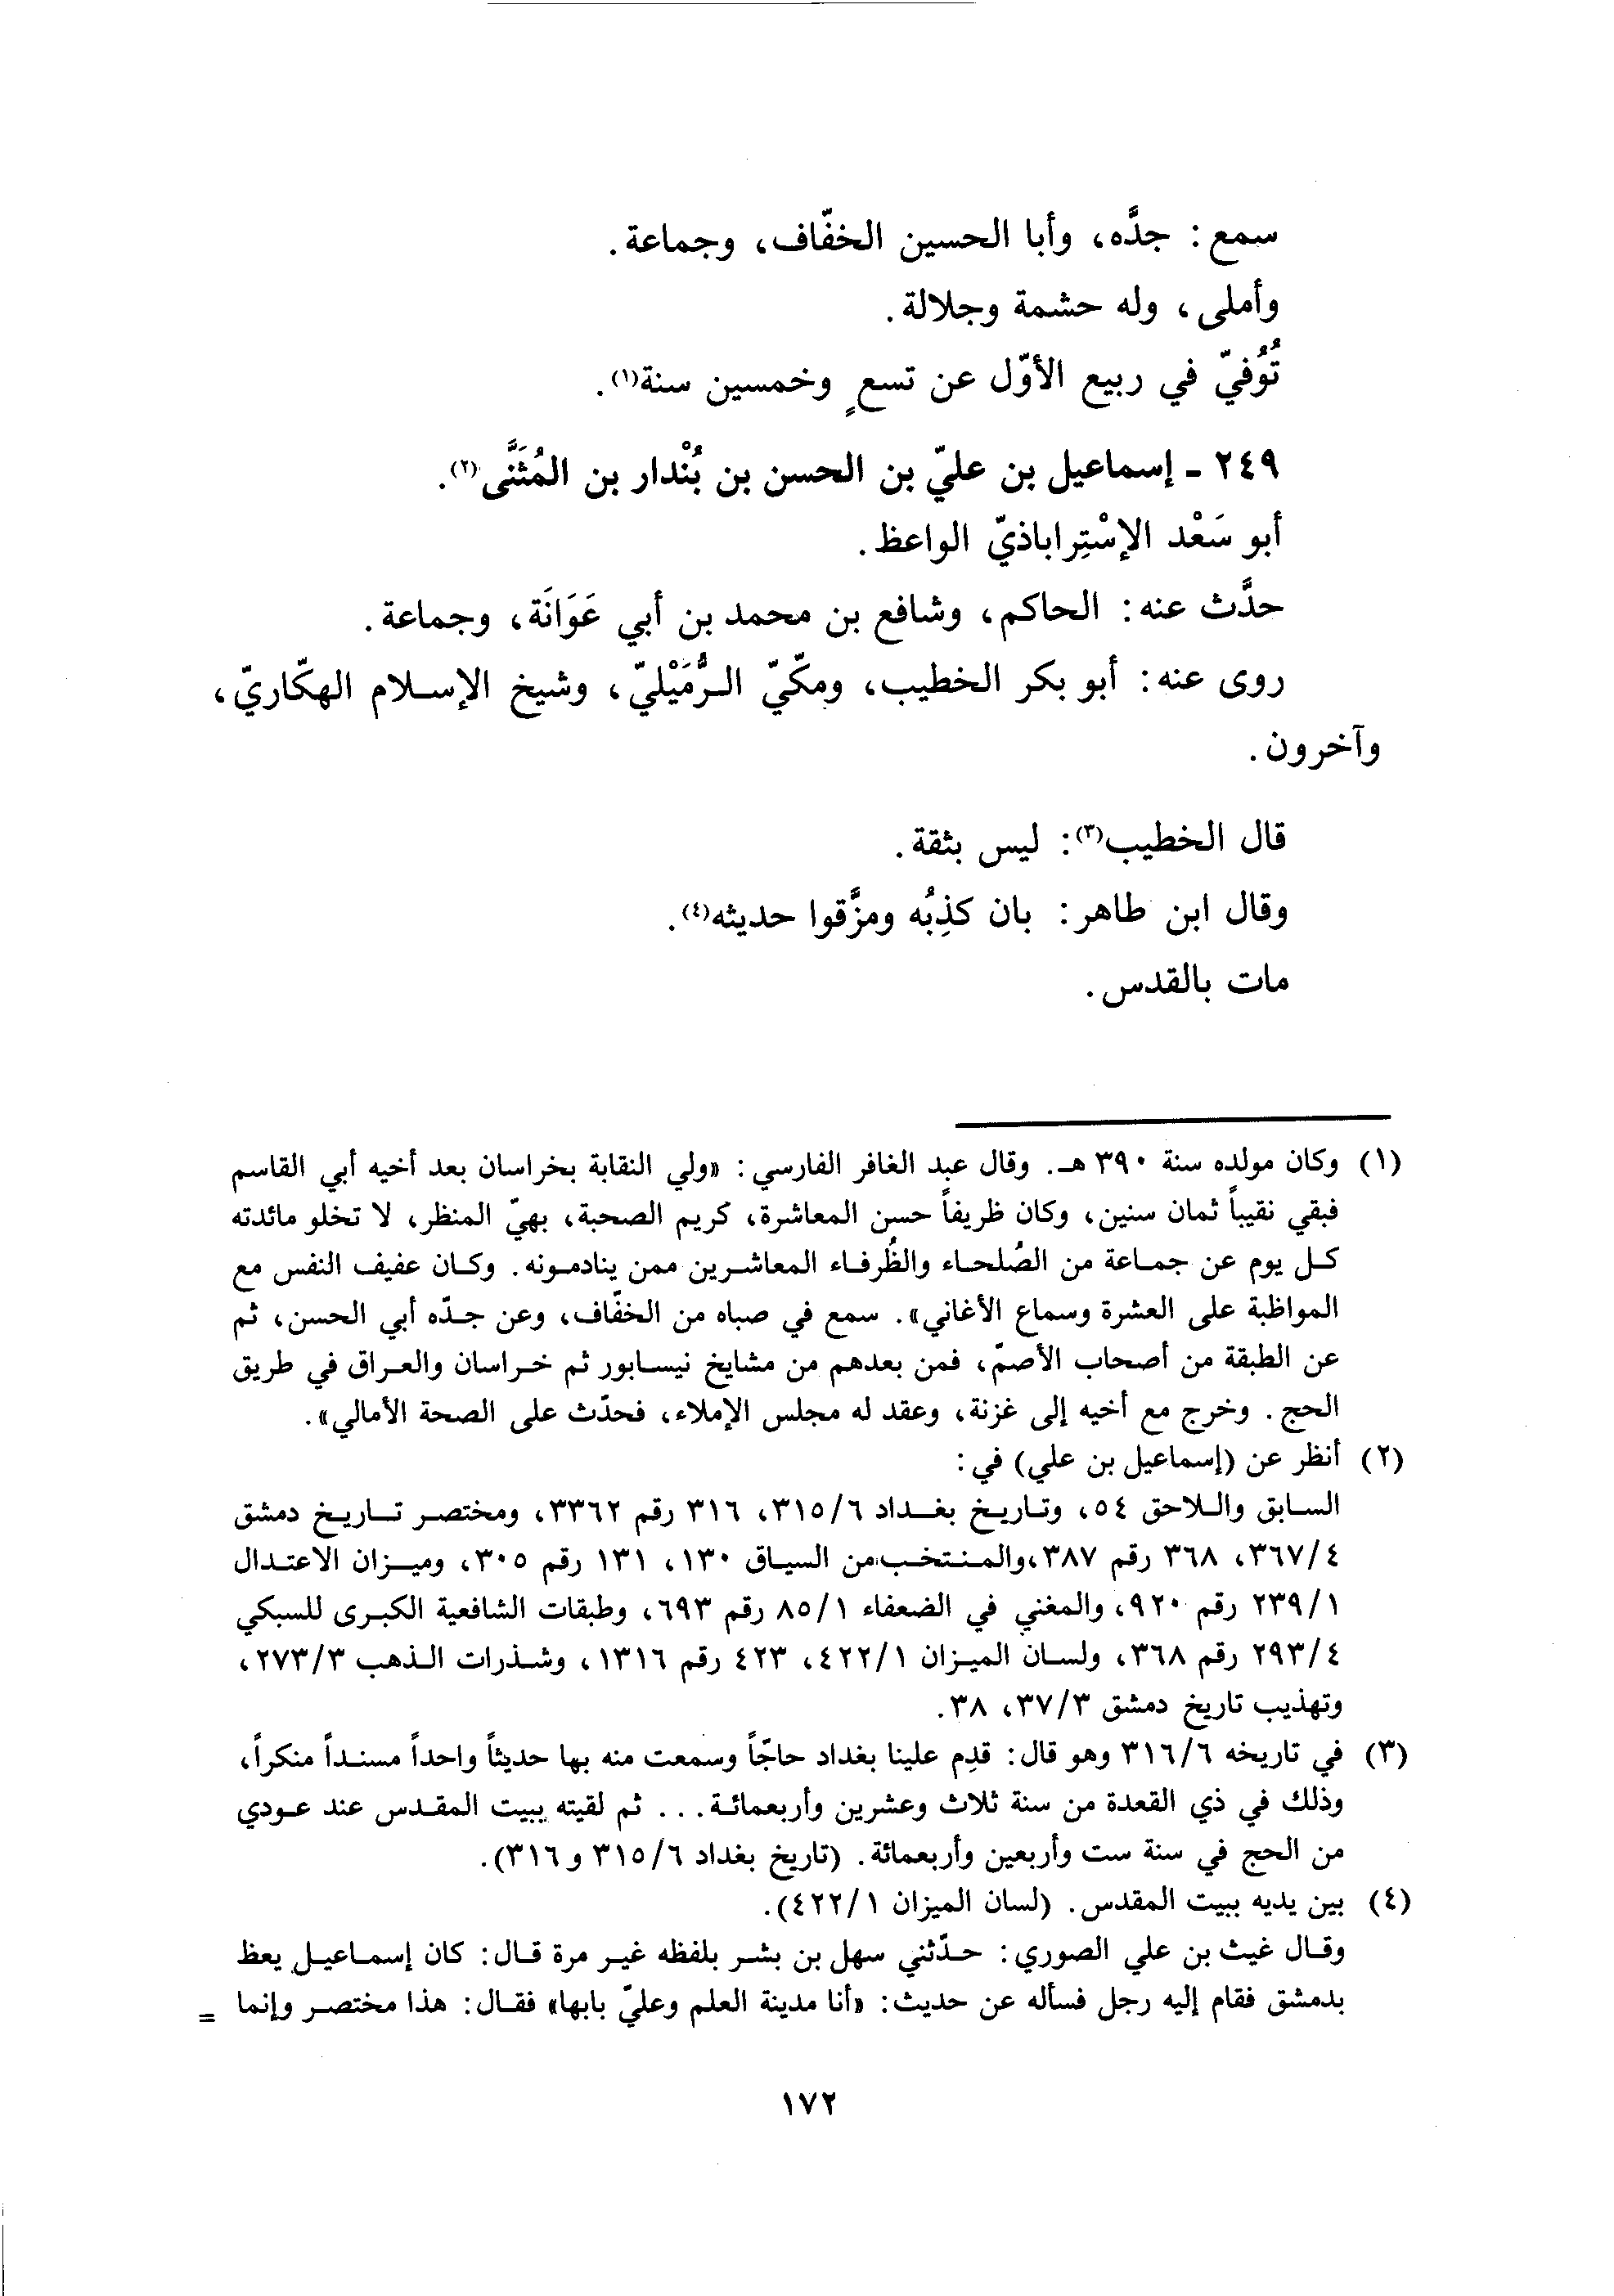 سمع: جدَّه، وأبا الحسين الخفّاف، وجماعة.
وأملى، وله حشمة وجلالة.
تُوُفيّ في ربيع الأوّل عن تسعٍ وخمسين سنة(١).
٢٤٩ - إسماعيل بن عليّ بن الحسن بن بُنْدار بن المُثَنَّى(٢).
أبو سَعْد الإسْتِراباذيّ الواعظ.
حدَّث عنه: الحاكم، وشافع بن محمد بن أبي عَوَانَة، وجماعة.
روى عنه: أبو بكر الخطيب، ومكّيّ الرُّمَيْليّ، وشيخ الإسلام الهكّاريّ،
وآخرون.
قال الخطيب(٣): ليس بثقة.
وقال ابن طاهر: بان كذِبُه ومزَّقوا حديثه(٤).
مات بالقدس.
(١) وكان مولده سنة ٣٩٠ هـ. وقال عبد الغافر الفارسي: «ولي النقابة بخراسان بعد أخيه أبي القاسم
فبقي نقيباً ثمان سنين، وكان ظريفاً حسن المعاشرة، كريم الصحبة، بهيّ المنظر، لا تخلو مائدته
كل يوم عن جماعة من الصُلحاء والظُرفاء المعاشرين ممن ينادمونه. وكان عفيف النفس مع
المواظبة على العشرة وسماع الأغاني». سمع في صباه من الخفّاف، وعن جدّه أبي الحسن، ثم
عن الطبقة من أصحاب الأصمّ، فمن بعدهم من مشايخ نيسابور ثم خراسان والعراق في طريق
الحج. وخرج مع أخيه إلى غزنة، وعقد له مجلس الإملاء، فحدّث على الصحة الأمالي».
(٢) أنظر عن (إسماعيل بن علي) في:
السابق واللاحق ٥٤، وتاريخ بغداد ٣١٥/٦، ٣١٦ رقم ٣٣٦٢، ومختصر تاريخ دمشق
٣٦٧/٤، ٣٦٨ رقم ٣٨٧، والمنتخب من السياق ١٣٠، ١٣١ رقم ٣٠٥، وميزان الاعتدال
٢٣٩/١ رقم ٩٢٠، والمغني في الضعفاء ٨٥/١ رقم ٦٩٣، وطبقات الشافعية الكبرى للسبكي
٢٩٣/٤ رقم ٣٦٨، ولسان الميزان ٤٢٢/١، ٤٢٣ رقم ١٣١٦، وشذرات الذهب ٢٧٣/٣،
وتهذيب تاريخ دمشق ٣٧/٣، ٣٨.
(٣) في تاريخه ٣١٦/٦ وهو قال: قدِم علينا بغداد حاجّاً وسمعت منه بها حديثاً واحداً مسنداً منكراً،
وذلك في ذي القعدة من سنة ثلاث وعشرين وأربعمائة... ثم لقيته ببيت المقدس عند عودي
من الحج في سنة ست وأربعين وأربعمائة. (تاريخ بغداد ٣١٥/٦ و٣١٦).
(٤) بين يديه ببيت المقدس. (لسان الميزان ٤٢٢/١).
وقال غيث بن علي الصوري: حدّثني سهل بن بشر بلفظه غير مرة قال: كان إسماعيل يعظ
بدمشق فقام إليه رجل فسأله عن حديث: «أنا مدينة العلم وعليّ بابها» فقال: هذا مختصر وإنما =
١٧٢